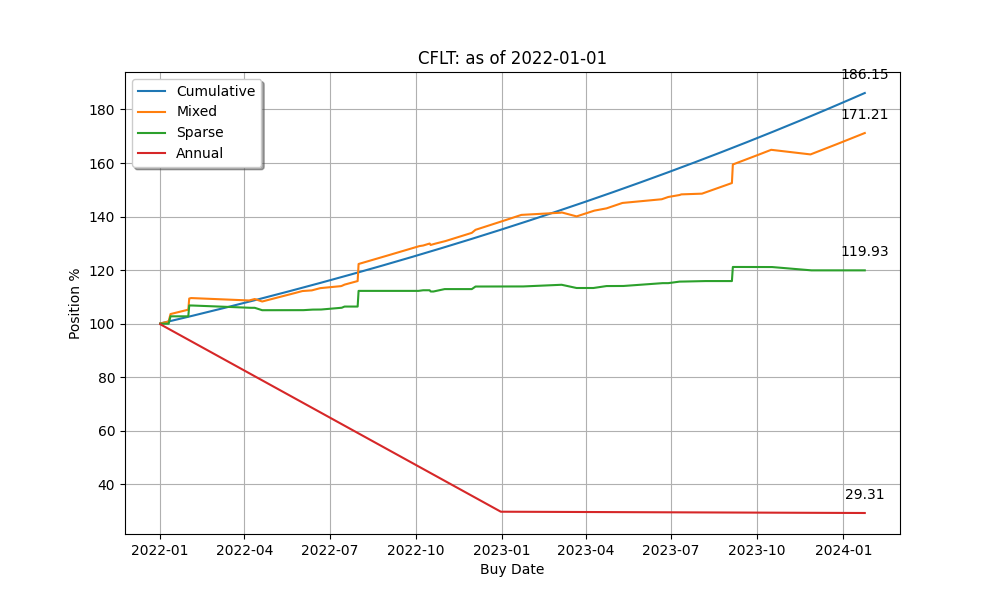 CFLT: as of 2022-01-01
Cumulative
Mixed
Sparse
Annual
186.15
171.21
119.93
29.31
Position %
180
160
140
120
100
80
60
40
2022-01 2022-04 2022-07 2022-10 2023-01 2023-04 2023-07 2023-10 2024-01
Buy Date